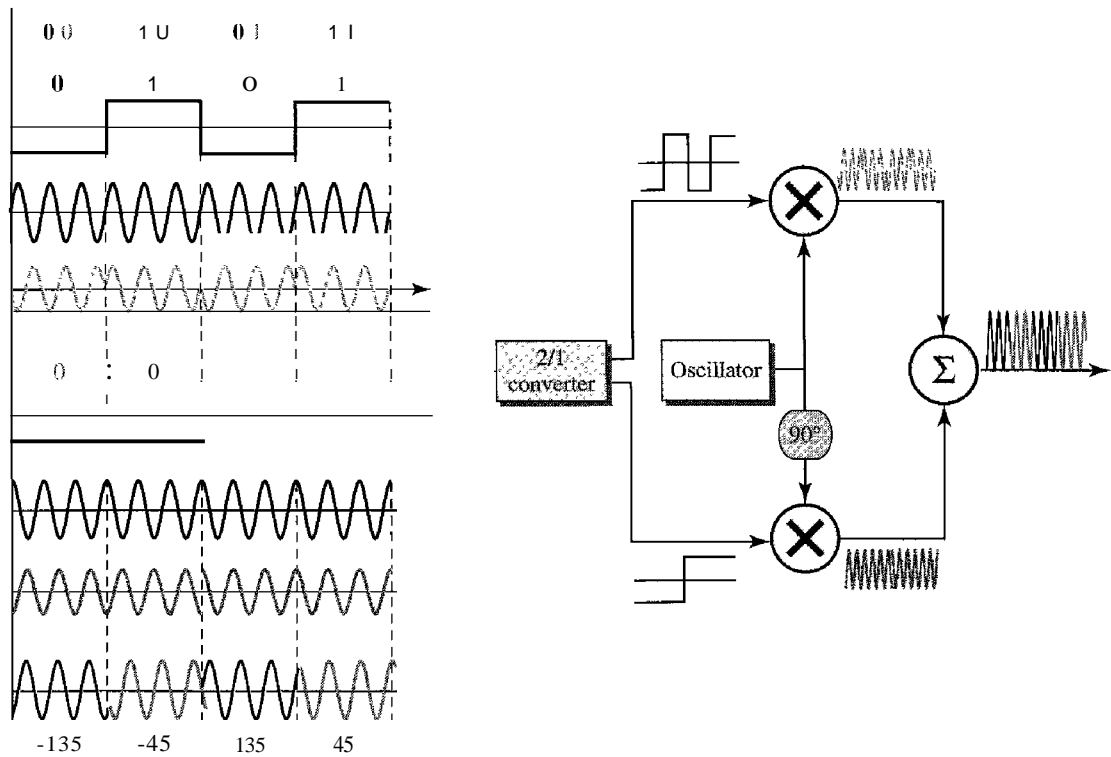 0 0 1 U 0 1 1 I
0 1 O 1
0 0
-135 -45 135 45
2/1
converter
Oscillator
90°
Σ